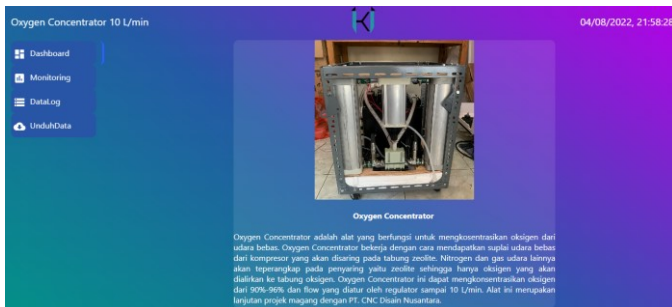 Oxygen Concentrator 10 L/min
04/08/2022, 21:58:28
Dashboard
Monitoring
DataLog
UnduhData
Oxygen Concentrator
Oxygen Concentrator adalah alat yang berfungsi untuk mengkosentrasikan oksigen dari
udara bebas. Oxygen Concentrator bekerja dengan cara mendapatkan suplai udara bebas
dari kompresor yang akan disaring pada tabung zeolite. Nitrogen dan gas udara lainnya
akan teperangkap pada penyaring yaitu zeolite sehingga hanya oksigen yang akan
dialirkan ke tabung oksigen. Oxygen Concentrator ini dapat mengkonsentrasikan oksigen
dari 90%-96% dan flow yang diatur oleh regulator sampai 10 L/min. Alat ini merupakan
lanjutan projek magang dengan PT. CNC Disain Nusantara.